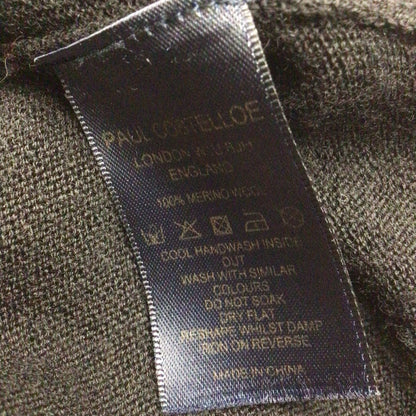 PAUL COSTELLOE
LONDON
ENGLAND
100% MERINO WOOL
COOL HANDWASH INSIDE
OUT
WASH WITH SIMILAR
COLOURS
DO NOT SOAK
DRY FLAT
RESHAPE WHILST DAMP
IRON ON REVERSE
MADE IN CHINA